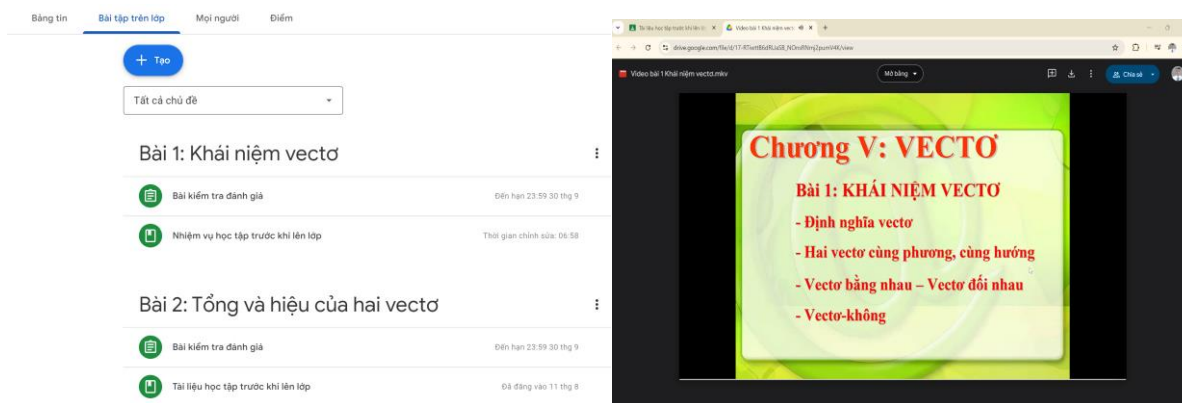 Bảng tin
Bài tập trên lớp
Mọi người
Điểm
+ Tạo
Tất cả chủ đề
Bài 1: Khái niệm vectơ
Bài kiểm tra đánh giá
Đến hạn 23:59 30 thg 9
Nhiệm vụ học tập trước khi lên lớp
Thời gian chỉnh sửa: 06:58
Bài 2: Tổng và hiệu của hai vectơ
Bài kiểm tra đánh giá
Đến hạn 23:59 30 thg 9
Tài liệu học tập trước khi lên lớp
Đã đăng vào 11 thg 8
Video bài 1 Khái niệm vectơ.mkv
Mở bằng
Chia sẻ
Chương V: VECTƠ
Bài 1: KHÁI NIỆM VECTƠ
- Định nghĩa vectơ
- Hai vectơ cùng phương, cùng hướng
- Vectơ bằng nhau – Vectơ đối nhau
- Vectơ-không